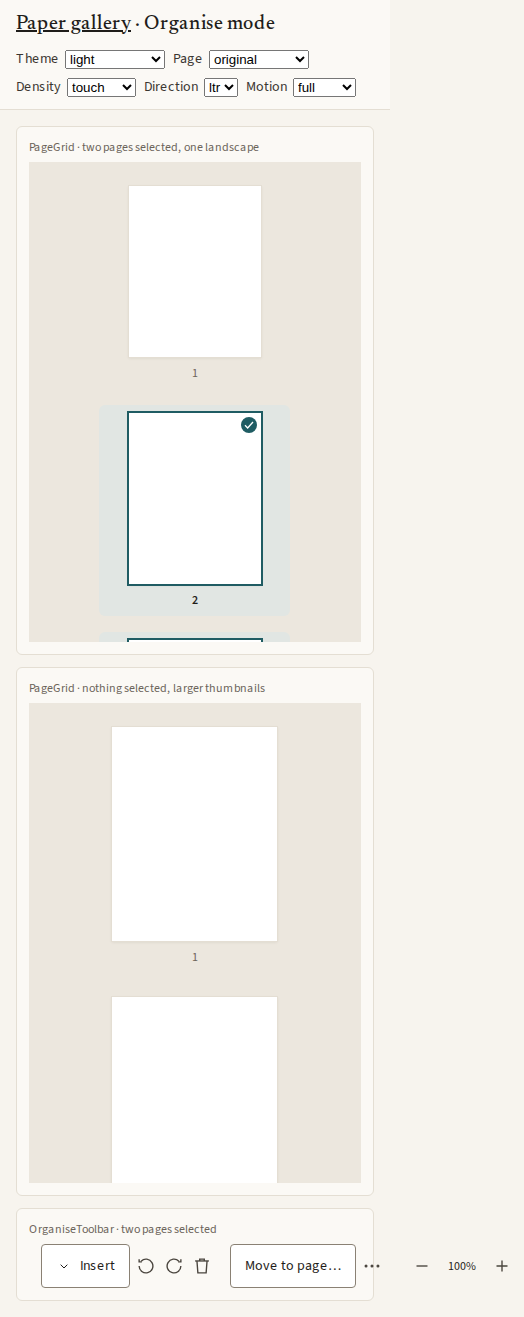 Paper gallery · Organise mode
Theme light Page original
Density touch Direction ltr Motion full
PageGrid · two pages selected, one landscape
1
2
PageGrid · nothing selected, larger thumbnails
1
OrganiseToolbar · two pages selected
Insert Move to page… 100%